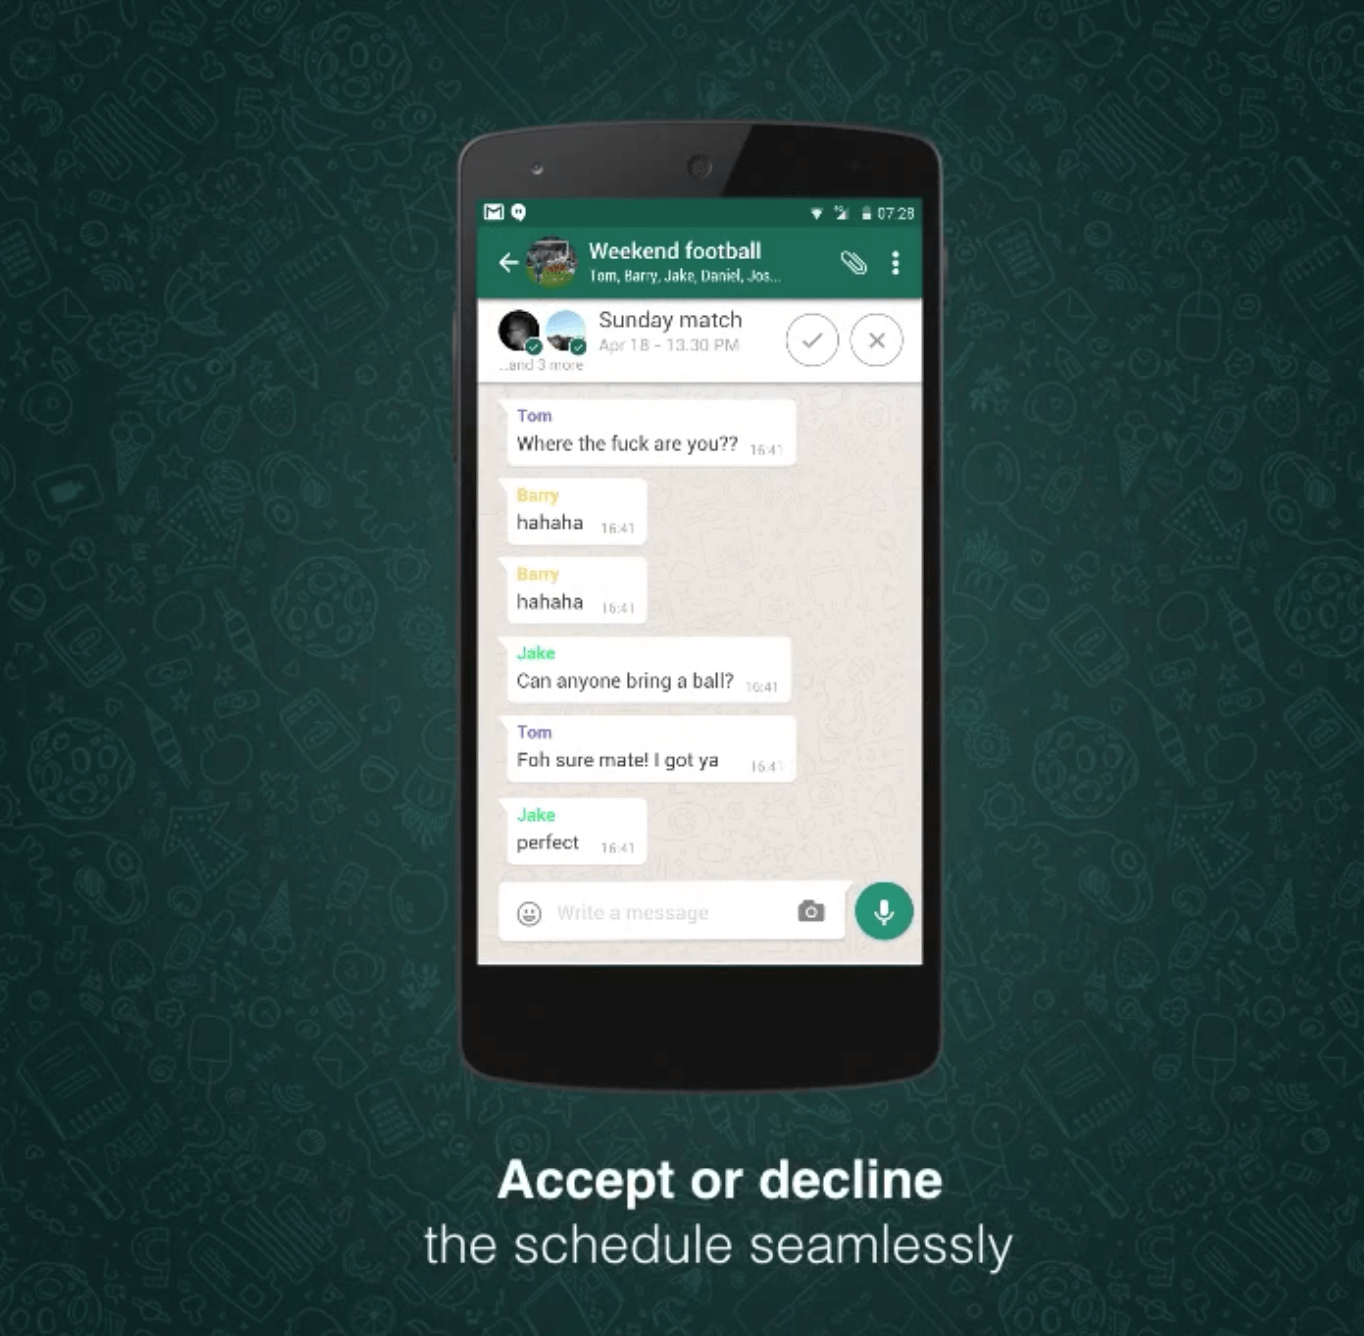 07:28
Weekend football
Tom, Barry, Jake, Daniel, Jos...
Sunday match
Apr 18 - 13.30 PM
...and 3 more
Tom
Where the fuck are you?? 16:41
Barry
hahaha 16:41
Barry
hahaha 16:41
Jake
Can anyone bring a ball? 16:41
Tom
Foh sure mate! I got ya 16:41
Jake
perfect 16:41
Write a message
Accept or decline
the schedule seamlessly